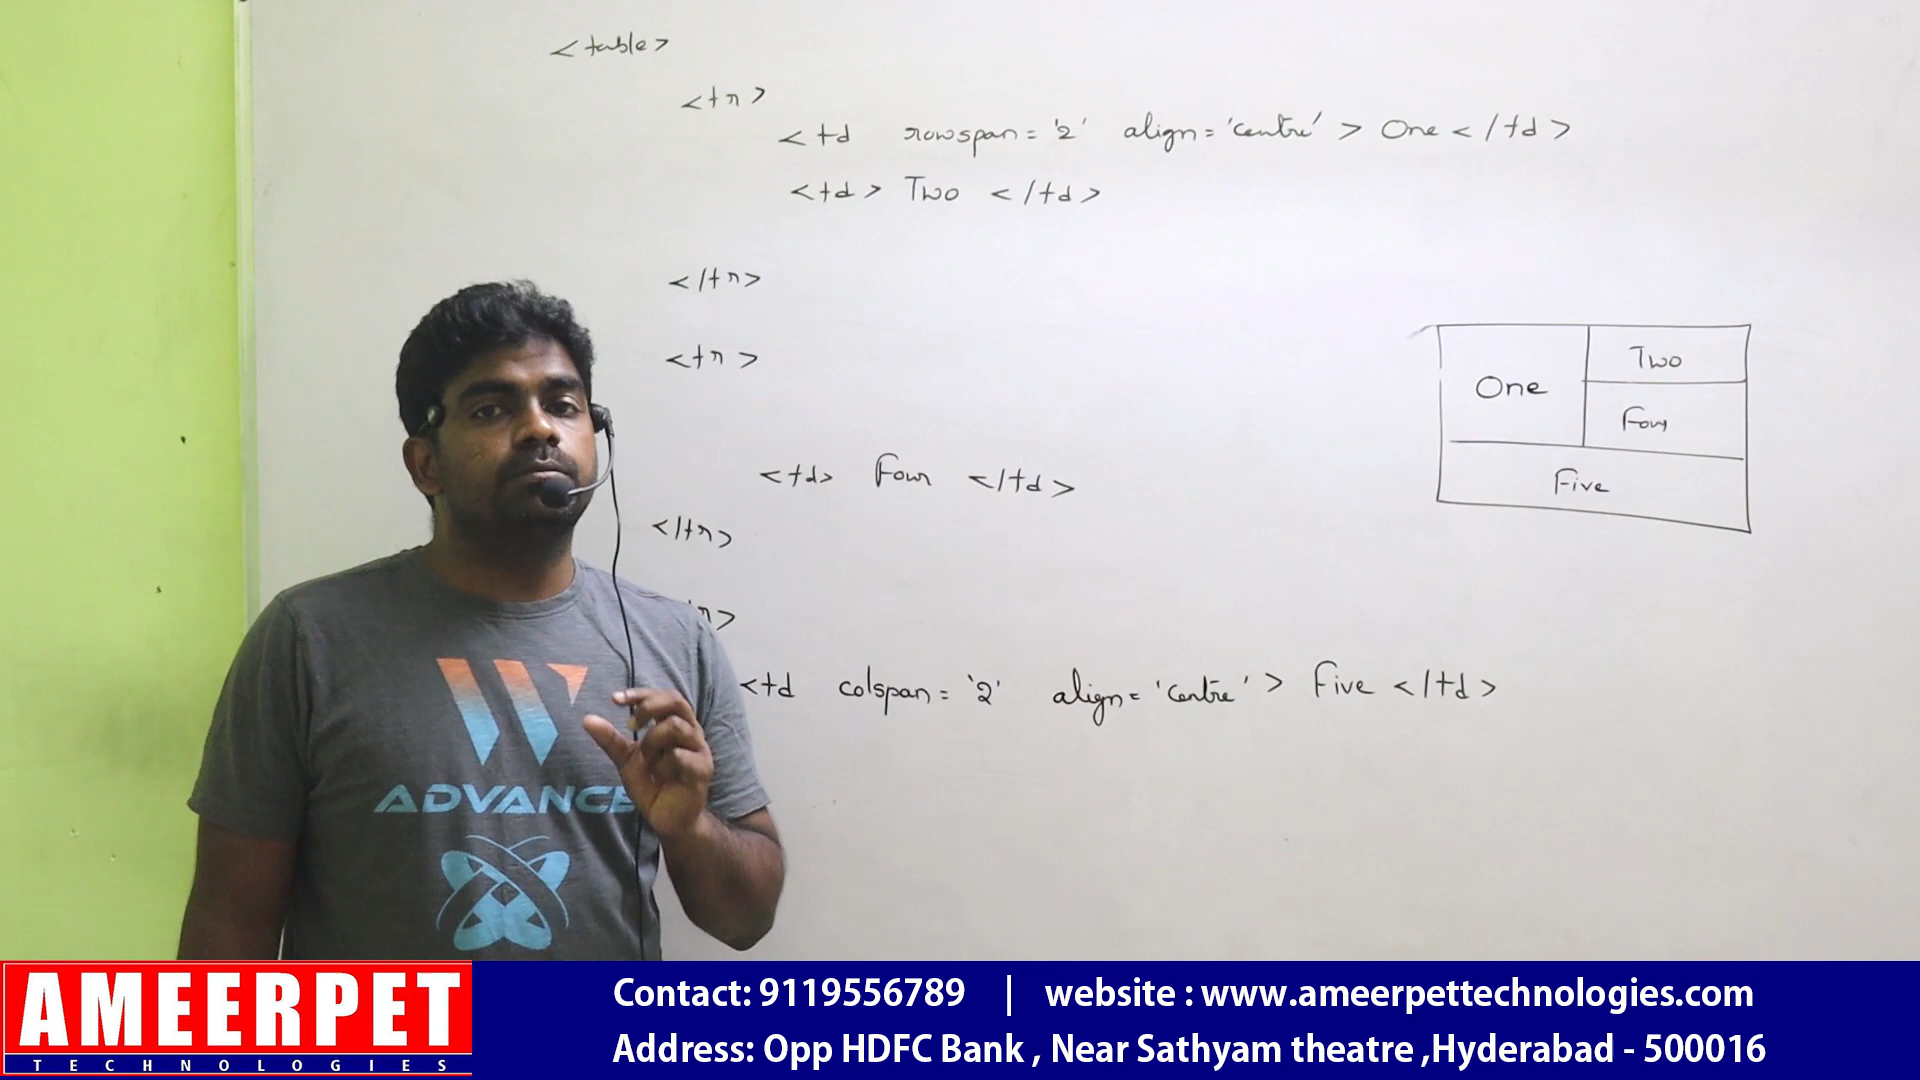 <table>
<tr>
<td rowspan='2' align='centre'> One </td>
<td> Two </td>
</tr>
<tr>
<td> Four </td>
</tr>
r>
<td colspan='2' align='centre'> Five </td>
One
Two
Four
Five
ADVANCE
AMEERPET
TECHNOLOGIES
Contact: 9119556789 | website : www.ameerpettechnologies.com
Address: Opp HDFC Bank , Near Sathyam theatre ,Hyderabad - 500016